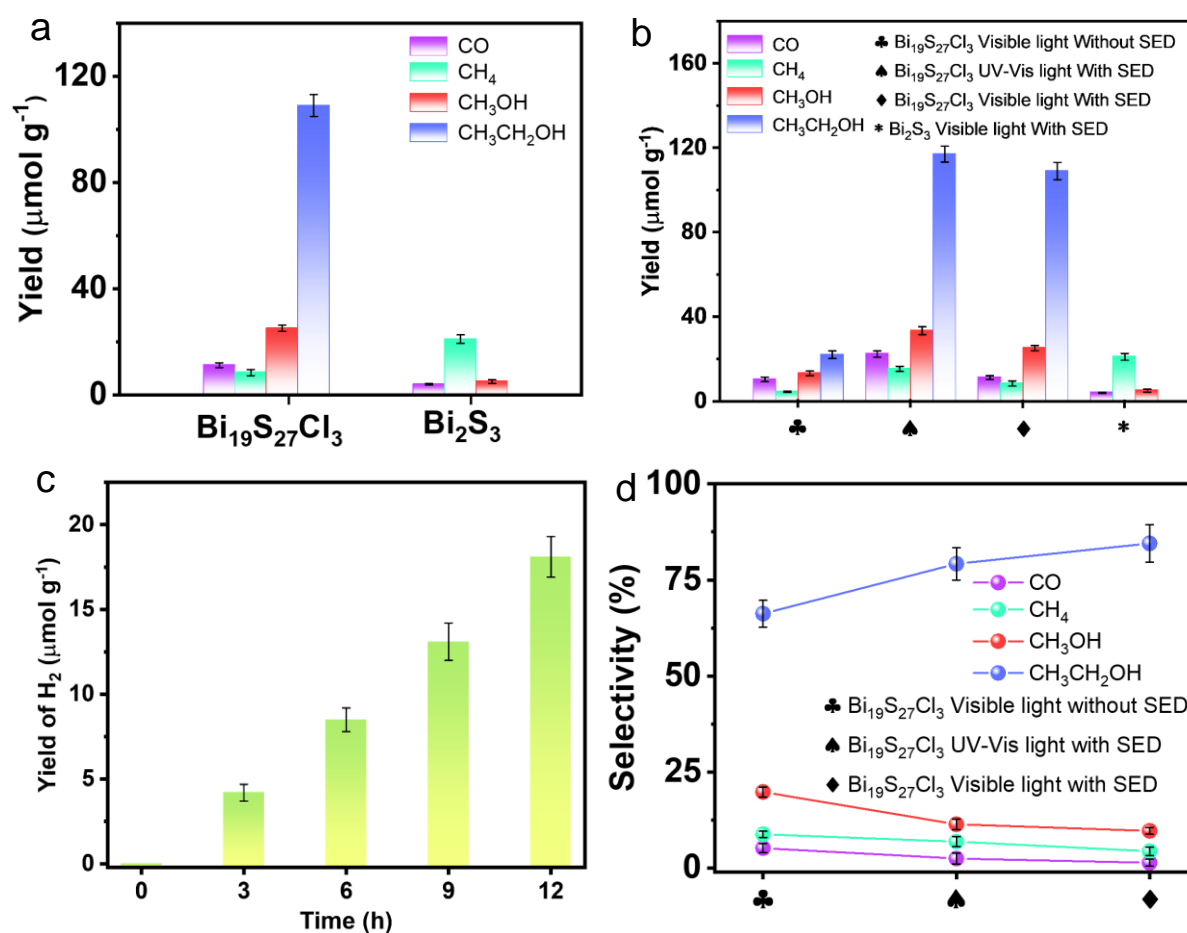 a
Yield (μmol g⁻¹)
120
80
40
0
CO
CH₄
CH₃OH
CH₃CH₂OH
Bi₁₉S₂₇Cl₃
Bi₂S₃
b
Yield (μmol g⁻¹)
160
120
80
40
0
CO
CH₄
CH₃OH
CH₃CH₂OH
♣ Bi₁₉S₂₇Cl₃ Visible light Without SED
♠ Bi₁₉S₂₇Cl₃ UV-Vis light With SED
♦ Bi₁₉S₂₇Cl₃ Visible light With SED
* Bi₂S₃ Visible light With SED
♣ ♠ ♦ *
c
Yield of H₂ (μmol g⁻¹)
20
15
10
5
0
0 3 6 9 12
Time (h)
d
Selectivity (%)
100
75
50
25
0
CO
CH₄
CH₃OH
CH₃CH₂OH
♣ Bi₁₉S₂₇Cl₃ Visible light without SED
♠ Bi₁₉S₂₇Cl₃ UV-Vis light with SED
♦ Bi₁₉S₂₇Cl₃ Visible light with SED
♣ ♠ ♦